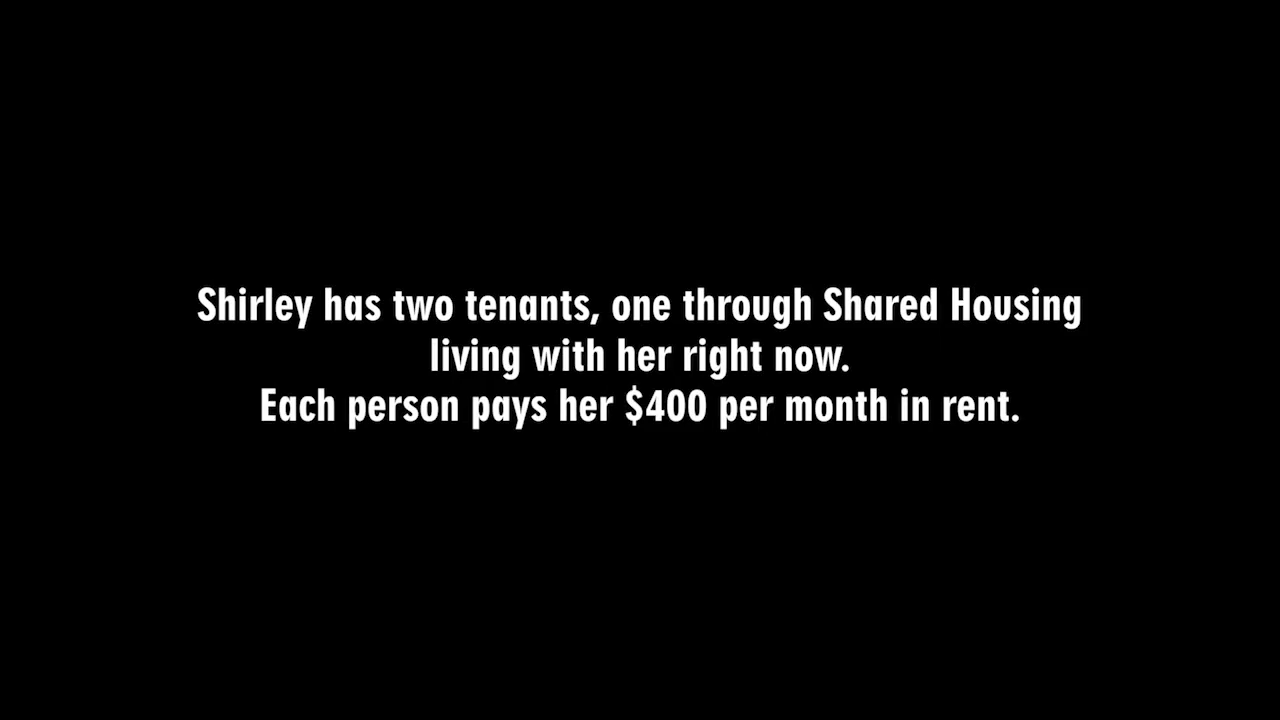 Shirley has two tenants, one through Shared Housing
living with her right now.
Each person pays her $400 per month in rent.